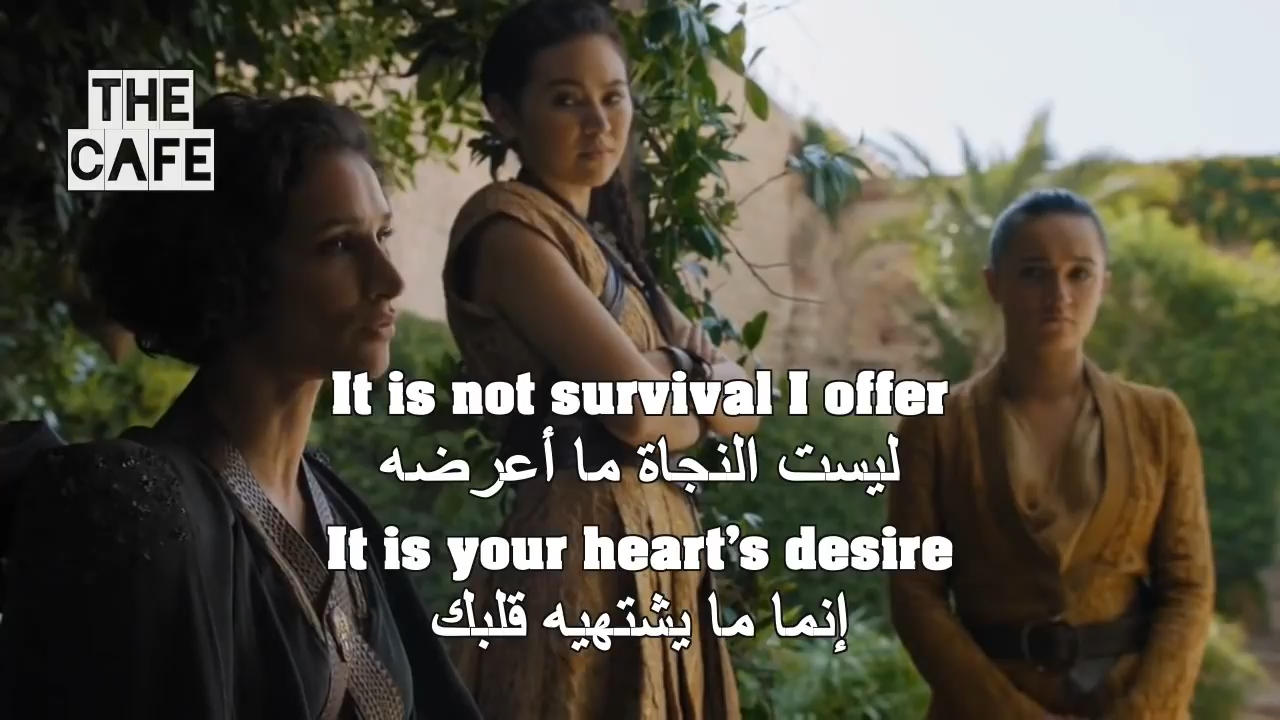 THE
CAFE
It is not survival I offer
ليست النجاة ما أعرضه
It is your heart's desire
إنما ما يشتهيه قلبك